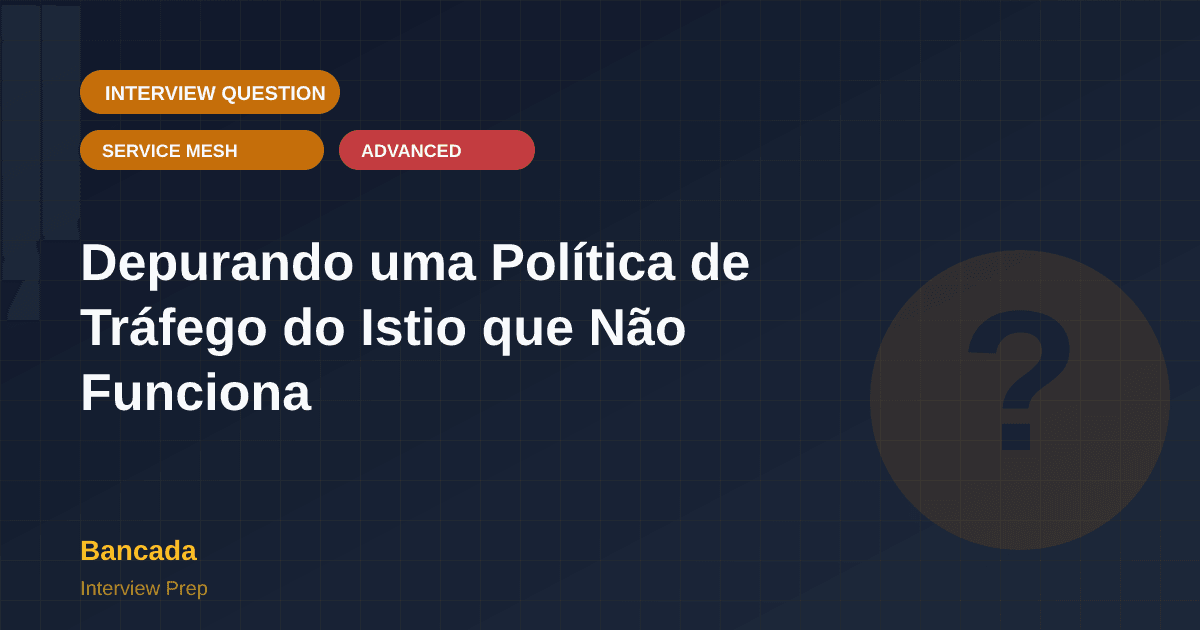 INTERVIEW QUESTION
SERVICE MESH
ADVANCED
Depurando uma Política de
Tráfego do Istio que Não
Funciona
?
Bancada
Interview Prep